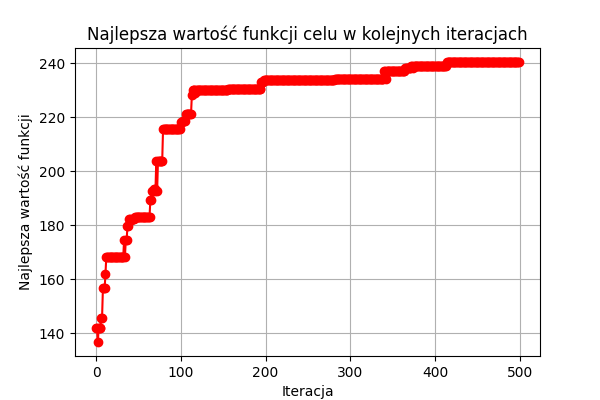 Najlepsza wartość funkcji celu w kolejnych iteracjach
240
220
200
180
160
140
Najlepsza wartość funkcji
0 100 200 300 400 500
Iteracja